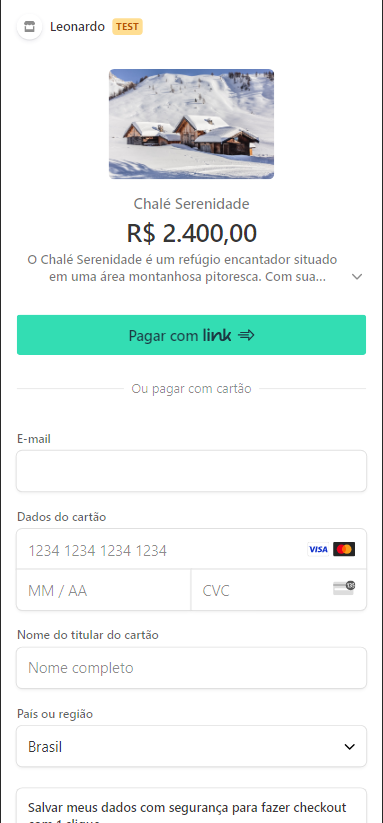 Leonardo TEST
Chalé Serenidade
R$ 2.400,00
O Chalé Serenidade é um refúgio encantador situado
em uma área montanhosa pitoresca. Com sua...
Pagar com link
Ou pagar com cartão
E-mail
Dados do cartão
1234 1234 1234 1234 VISA
MM / AA CVC
Nome do titular do cartão
Nome completo
País ou região
Brasil
Salvar meus dados com segurança para fazer checkout
com 1 clique